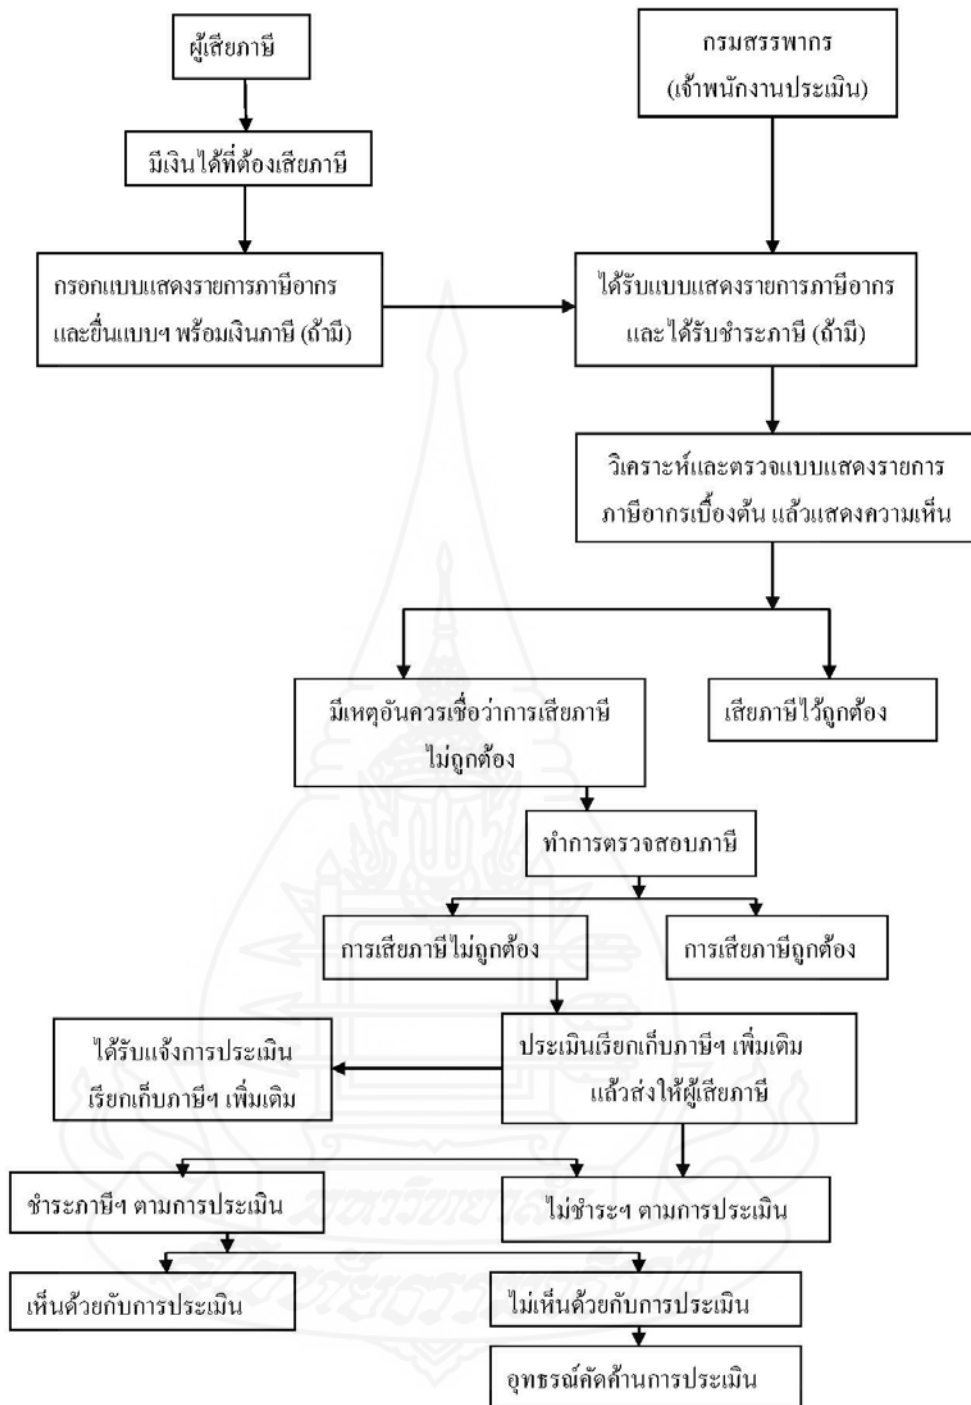 ผู้เสียภาษี
กรมสรรพากร
(เจ้าพนักงานประเมิน)
มีเงินได้ที่ต้องเสียภาษี
กรอกแบบแสดงรายการภาษีอากร
และยื่นแบบฯ พร้อมเงินภาษี (ถ้ามี)
ได้รับแบบแสดงรายการภาษีอากร
และได้รับชำระภาษี (ถ้ามี)
วิเคราะห์และตรวจแบบแสดงรายการ
ภาษีอากรเบื้องต้น แล้วแสดงความเห็น
มีเหตุอันควรเชื่อว่าการเสียภาษี
ไม่ถูกต้อง
เสียภาษีไว้ถูกต้อง
ทำการตรวจสอบภาษี
การเสียภาษีไม่ถูกต้อง
การเสียภาษีถูกต้อง
ได้รับแจ้งการประเมิน
เรียกเก็บภาษีฯ เพิ่มเติม
ประเมินเรียกเก็บภาษีฯ เพิ่มเติม
แล้วส่งให้ผู้เสียภาษี
ชำระภาษีฯ ตามการประเมิน
ไม่ชำระฯ ตามการประเมิน
มหาวิทยาลัย
สุโขทัยธรรมาธิราช
เห็นด้วยกับการประเมิน
ไม่เห็นด้วยกับการประเมิน
อุทธรณ์คัดค้านการประเมิน